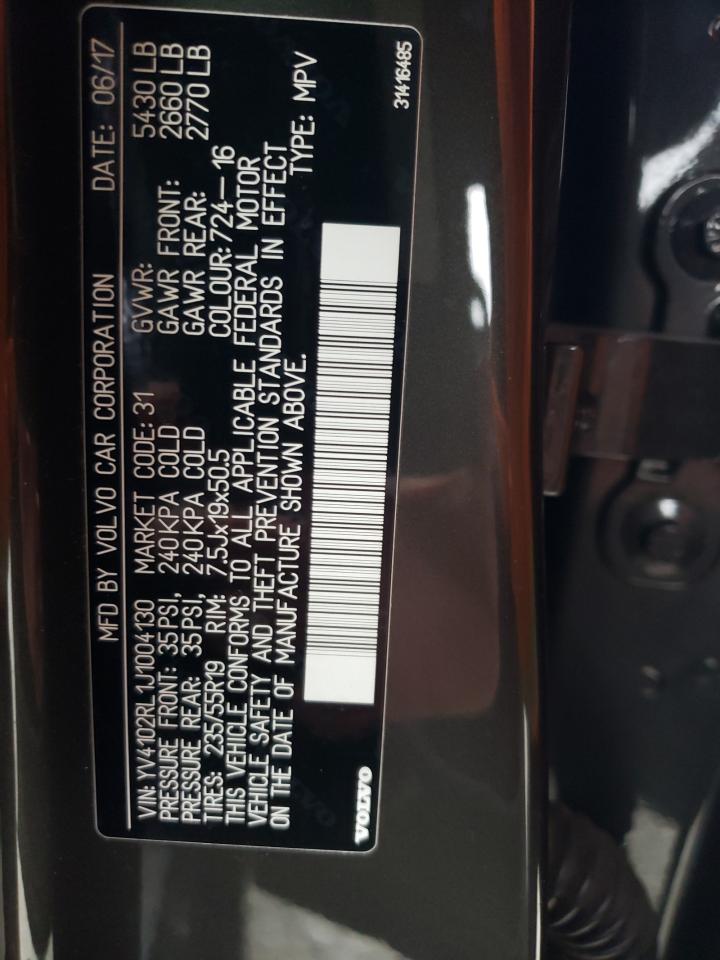 MFD BY VOLVO CAR CORPORATION DATE: 06/17
VIN: YV4102RL1J1004130 MARKET CODE: 31 GVWR: 5430 LB
PRESSURE FRONT: 35PSI, 240KPA COLD GAWR FRONT: 2660 LB
PRESSURE REAR: 35PSI, 240KPA COLD GAWR REAR: 2770 LB
TIRES: 235/55R19 RIM: 7.5Jx19x50.5 COLOUR: 724—16
THIS VEHICLE CONFORMS TO ALL APPLICABLE FEDERAL MOTOR
VEHICLE SAFETY AND THEFT PREVENTION STANDARDS IN EFFECT
ON THE DATE OF MANUFACTURE SHOWN ABOVE. TYPE: MPV
VOLVO 31416485